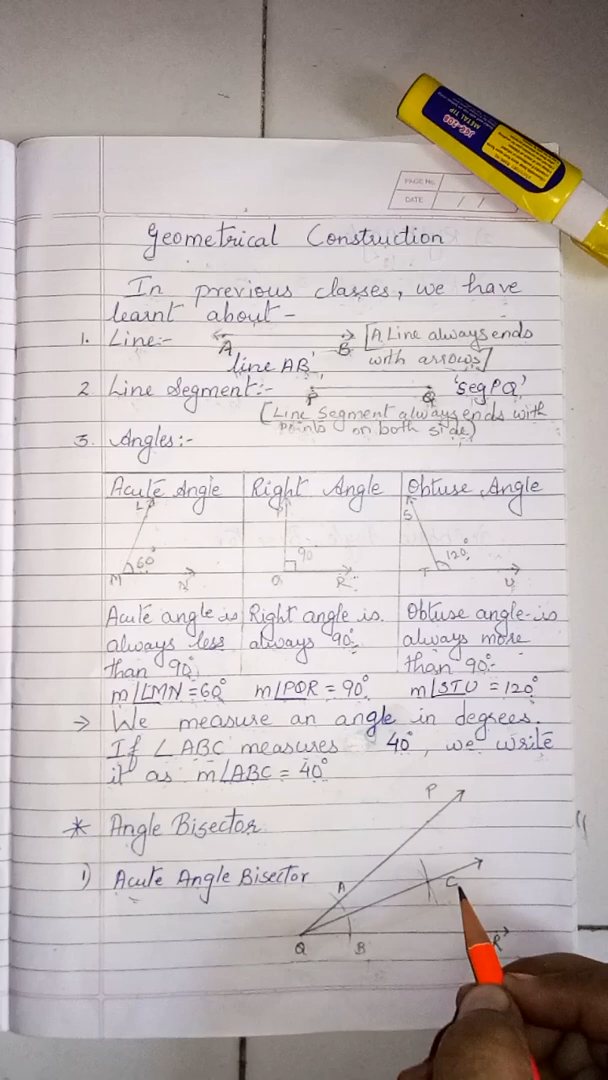 PAGE No.
DATE / /
METAL TIP
Geometrical Construction
In previous classes, we have
learnt about -
1. Line:- A B [A Line always ends
'line AB' with arrows]
2. Line Segment:- P Q 'seg PQ'
(Line segment always ends with
points on both side)
3. Angles:-
Acute Angle Right Angle Obtuse Angle
L P S
60° 90° 120°
M N Q R T U
Acute angle is Right angle is Obtuse angle is
always less always 90° always more
than 90° than 90°
m∠LMN = 60° m∠PQR = 90° m∠STU = 120°
→ We measure an angle in degrees.
If ∠ABC measures 40°, we write
it as m∠ABC = 40°
* Angle Bisector
P
1) Acute Angle Bisector
A C
Q B R